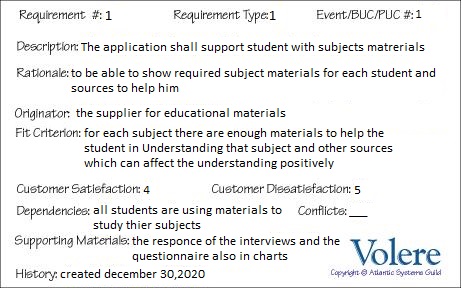 Requirement #: 1 Requirement Type: 1 Event/BUC/PUC #: 1
Description: The application shall support student with subjects matrerials
Rationale: to be able to show required subject materials for each student and
sources to help him
Originator: the supplier for educational materials
Fit Criterion: for each subject there are enough materials to help the
student in Understanding that subject and other sources
which can affect the understanding positively
Customer Satisfaction: 4 Customer Dissatisfaction: 5
Dependencies: all students are using materials to Conflicts: ___
study thier subjects
Supporting Materials: the responce of the interviews and the
questionnaire also in charts
Volere
History: created december 30,2020
Copyright © Atlantic Systems Guild